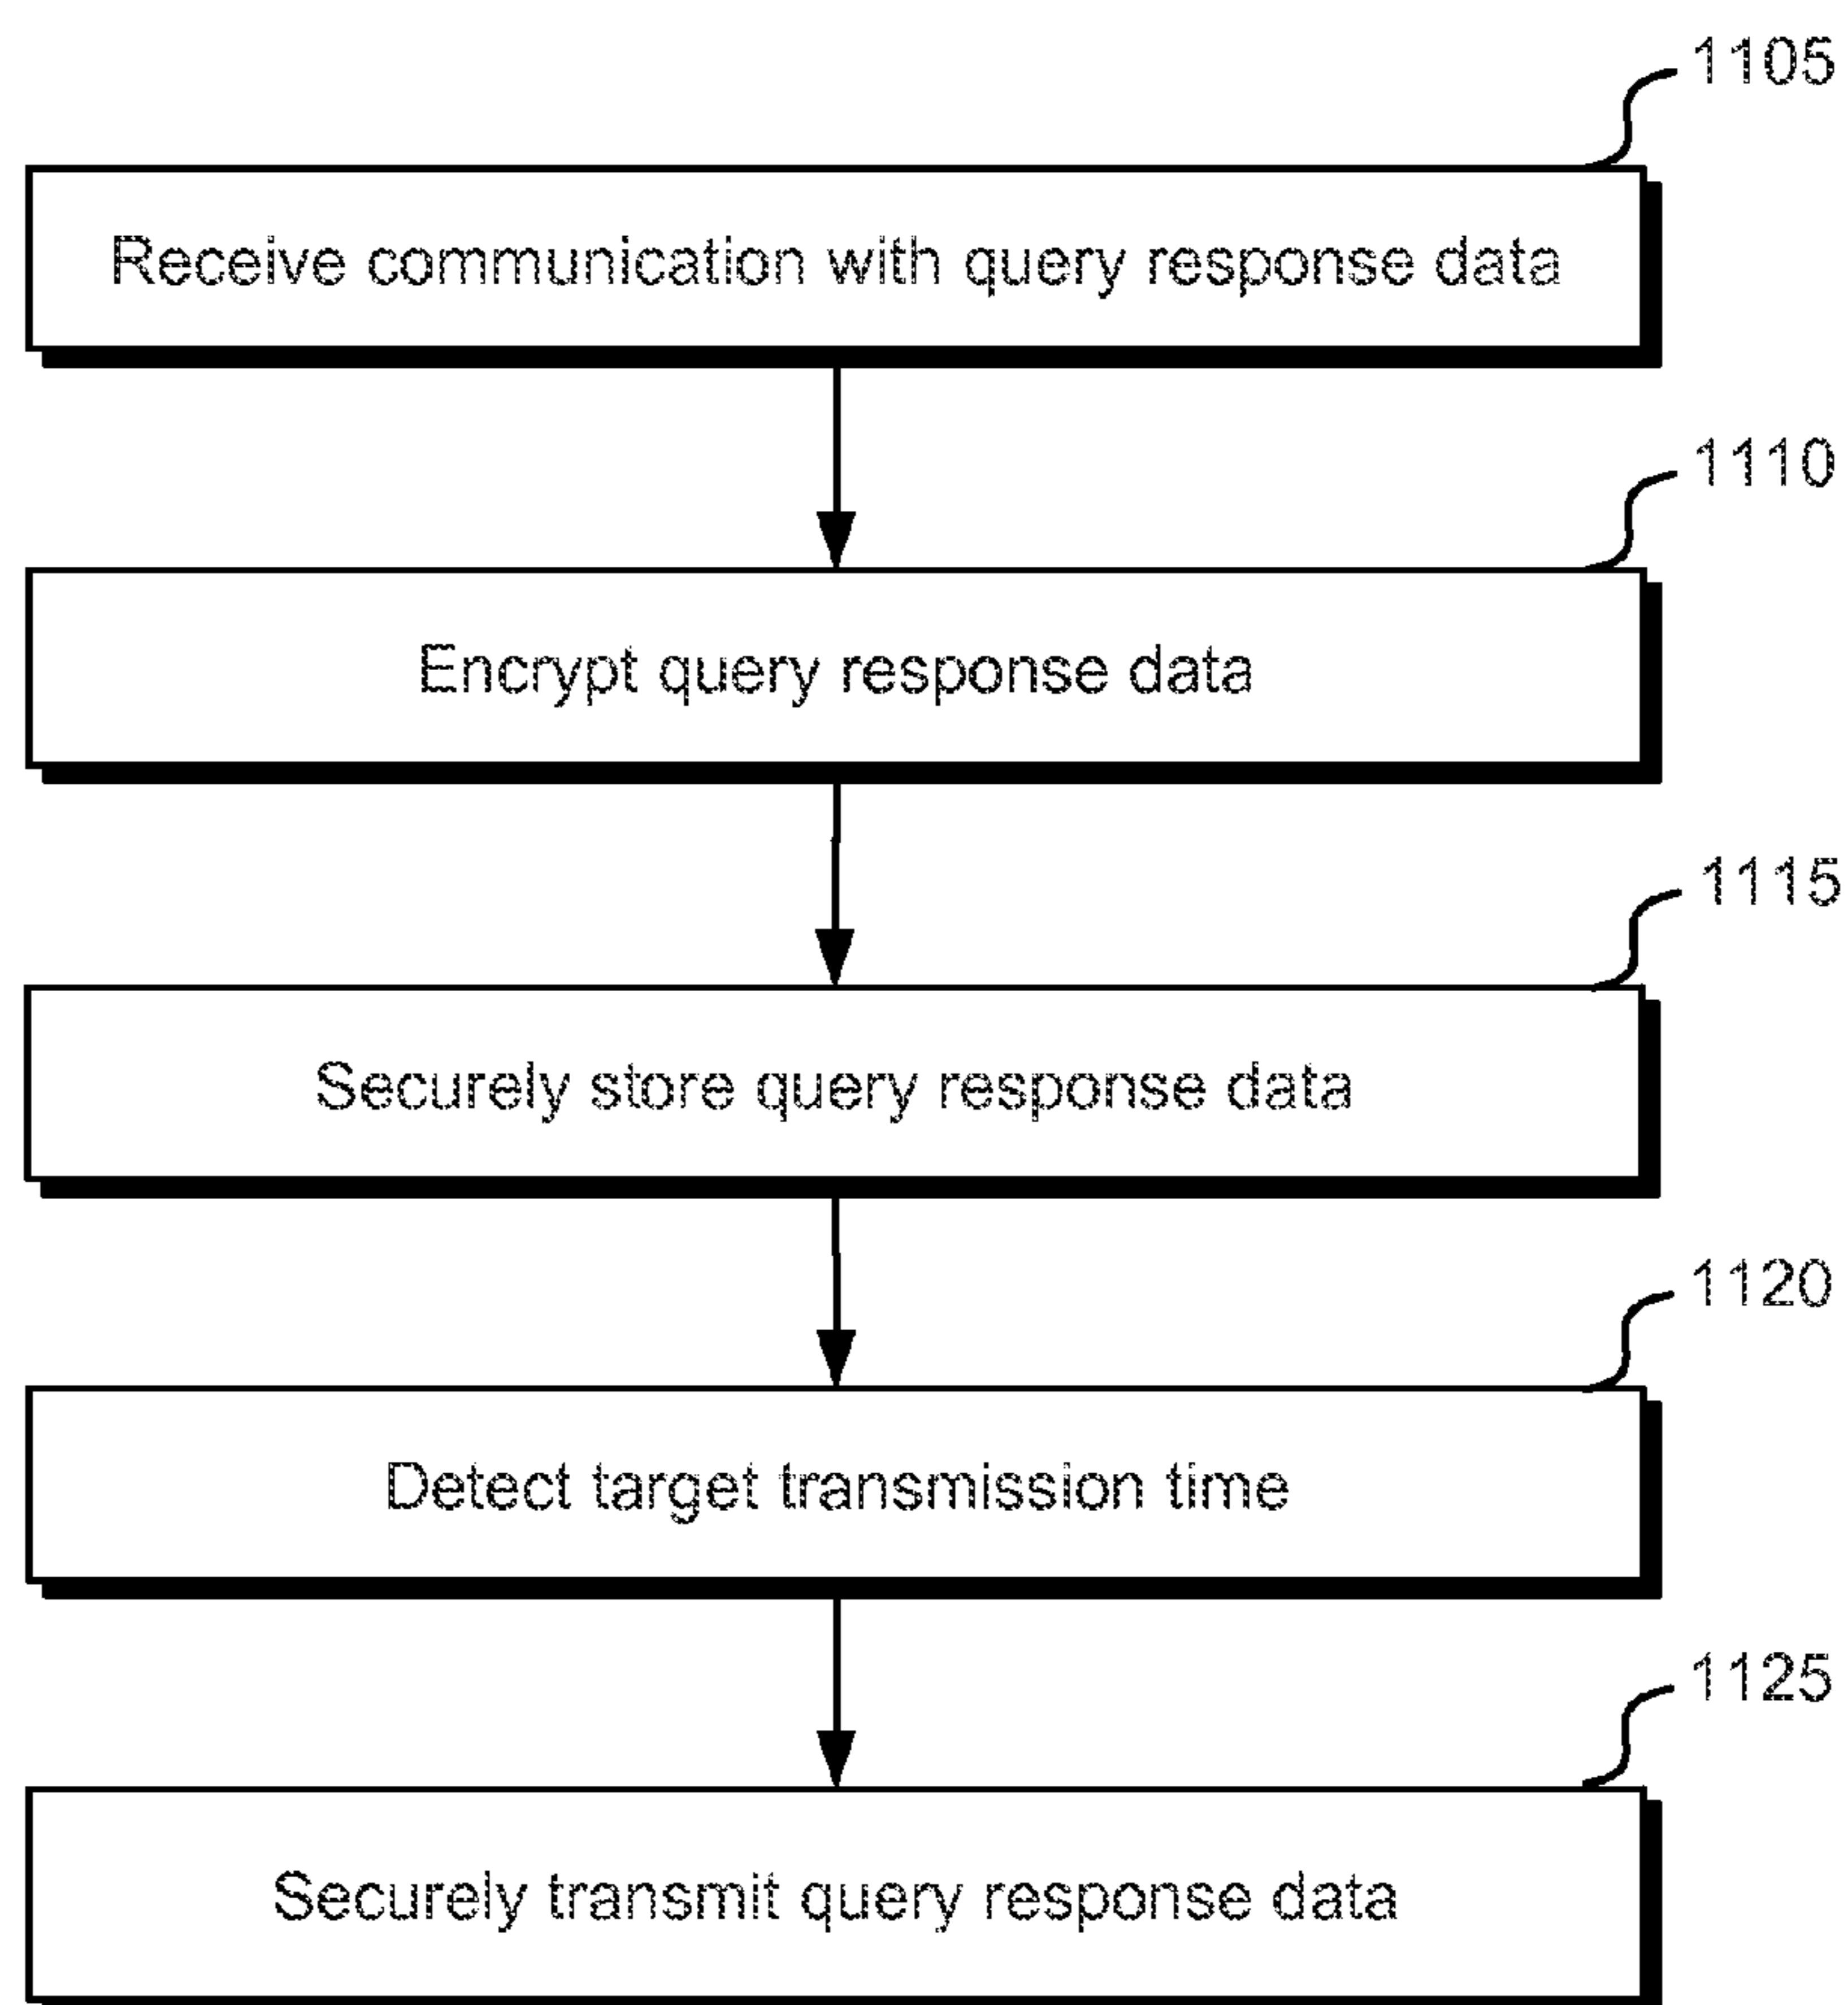 1105
Receive communication with query response data
1110
Encrypt query response data
1115
Securely store query response data
1120
Detect target transmission time
1125
Securely transmit query response data